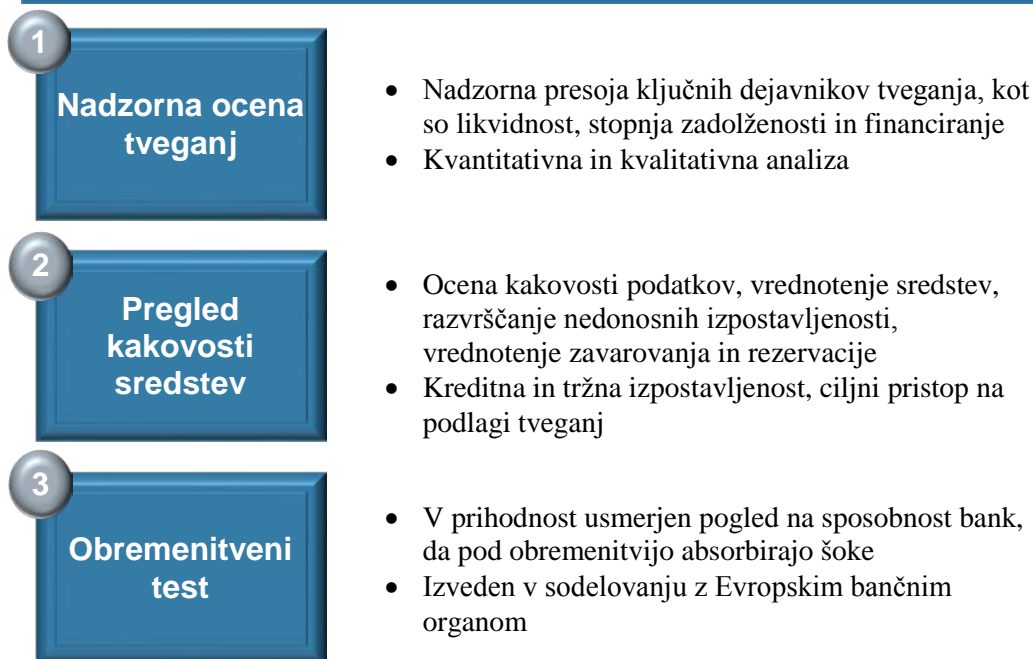 1
Nadzorna ocena
tveganj
• Nadzorna presoja ključnih dejavnikov tveganja, kot
so likvidnost, stopnja zadolženosti in financiranje
• Kvantitativna in kvalitativna analiza
2
Pregled
kakovosti
sredstev
• Ocena kakovosti podatkov, vrednotenje sredstev,
razvrščanje nedonosnih izpostavljenosti,
vrednotenje zavarovanja in rezervacije
• Kreditna in tržna izpostavljenost, ciljni pristop na
podlagi tveganj
3
Obremenitveni
test
• V prihodnost usmerjen pogled na sposobnost bank,
da pod obremenitvijo absorbirajo šoke
• Izveden v sodelovanju z Evropskim bančnim
organom